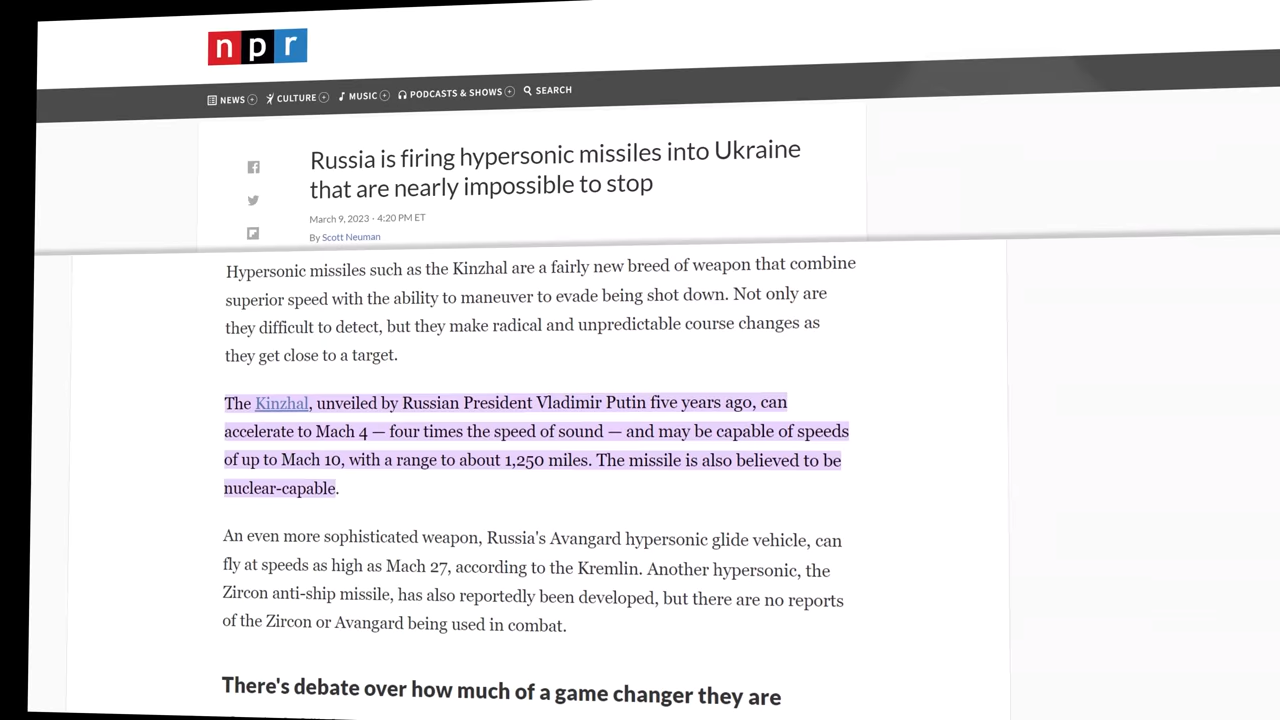 npr
NEWS CULTURE MUSIC PODCASTS & SHOWS SEARCH
Russia is firing hypersonic missiles into Ukraine
that are nearly impossible to stop
March 9, 2023 · 4:20 PM ET
By Scott Neuman
Hypersonic missiles such as the Kinzhal are a fairly new breed of weapon that combine
superior speed with the ability to maneuver to evade being shot down. Not only are
they difficult to detect, but they make radical and unpredictable course changes as
they get close to a target.
The Kinzhal, unveiled by Russian President Vladimir Putin five years ago, can
accelerate to Mach 4 — four times the speed of sound — and may be capable of speeds
of up to Mach 10, with a range to about 1,250 miles. The missile is also believed to be
nuclear-capable.
An even more sophisticated weapon, Russia's Avangard hypersonic glide vehicle, can
fly at speeds as high as Mach 27, according to the Kremlin. Another hypersonic, the
Zircon anti-ship missile, has also reportedly been developed, but there are no reports
of the Zircon or Avangard being used in combat.
There's debate over how much of a game changer they are